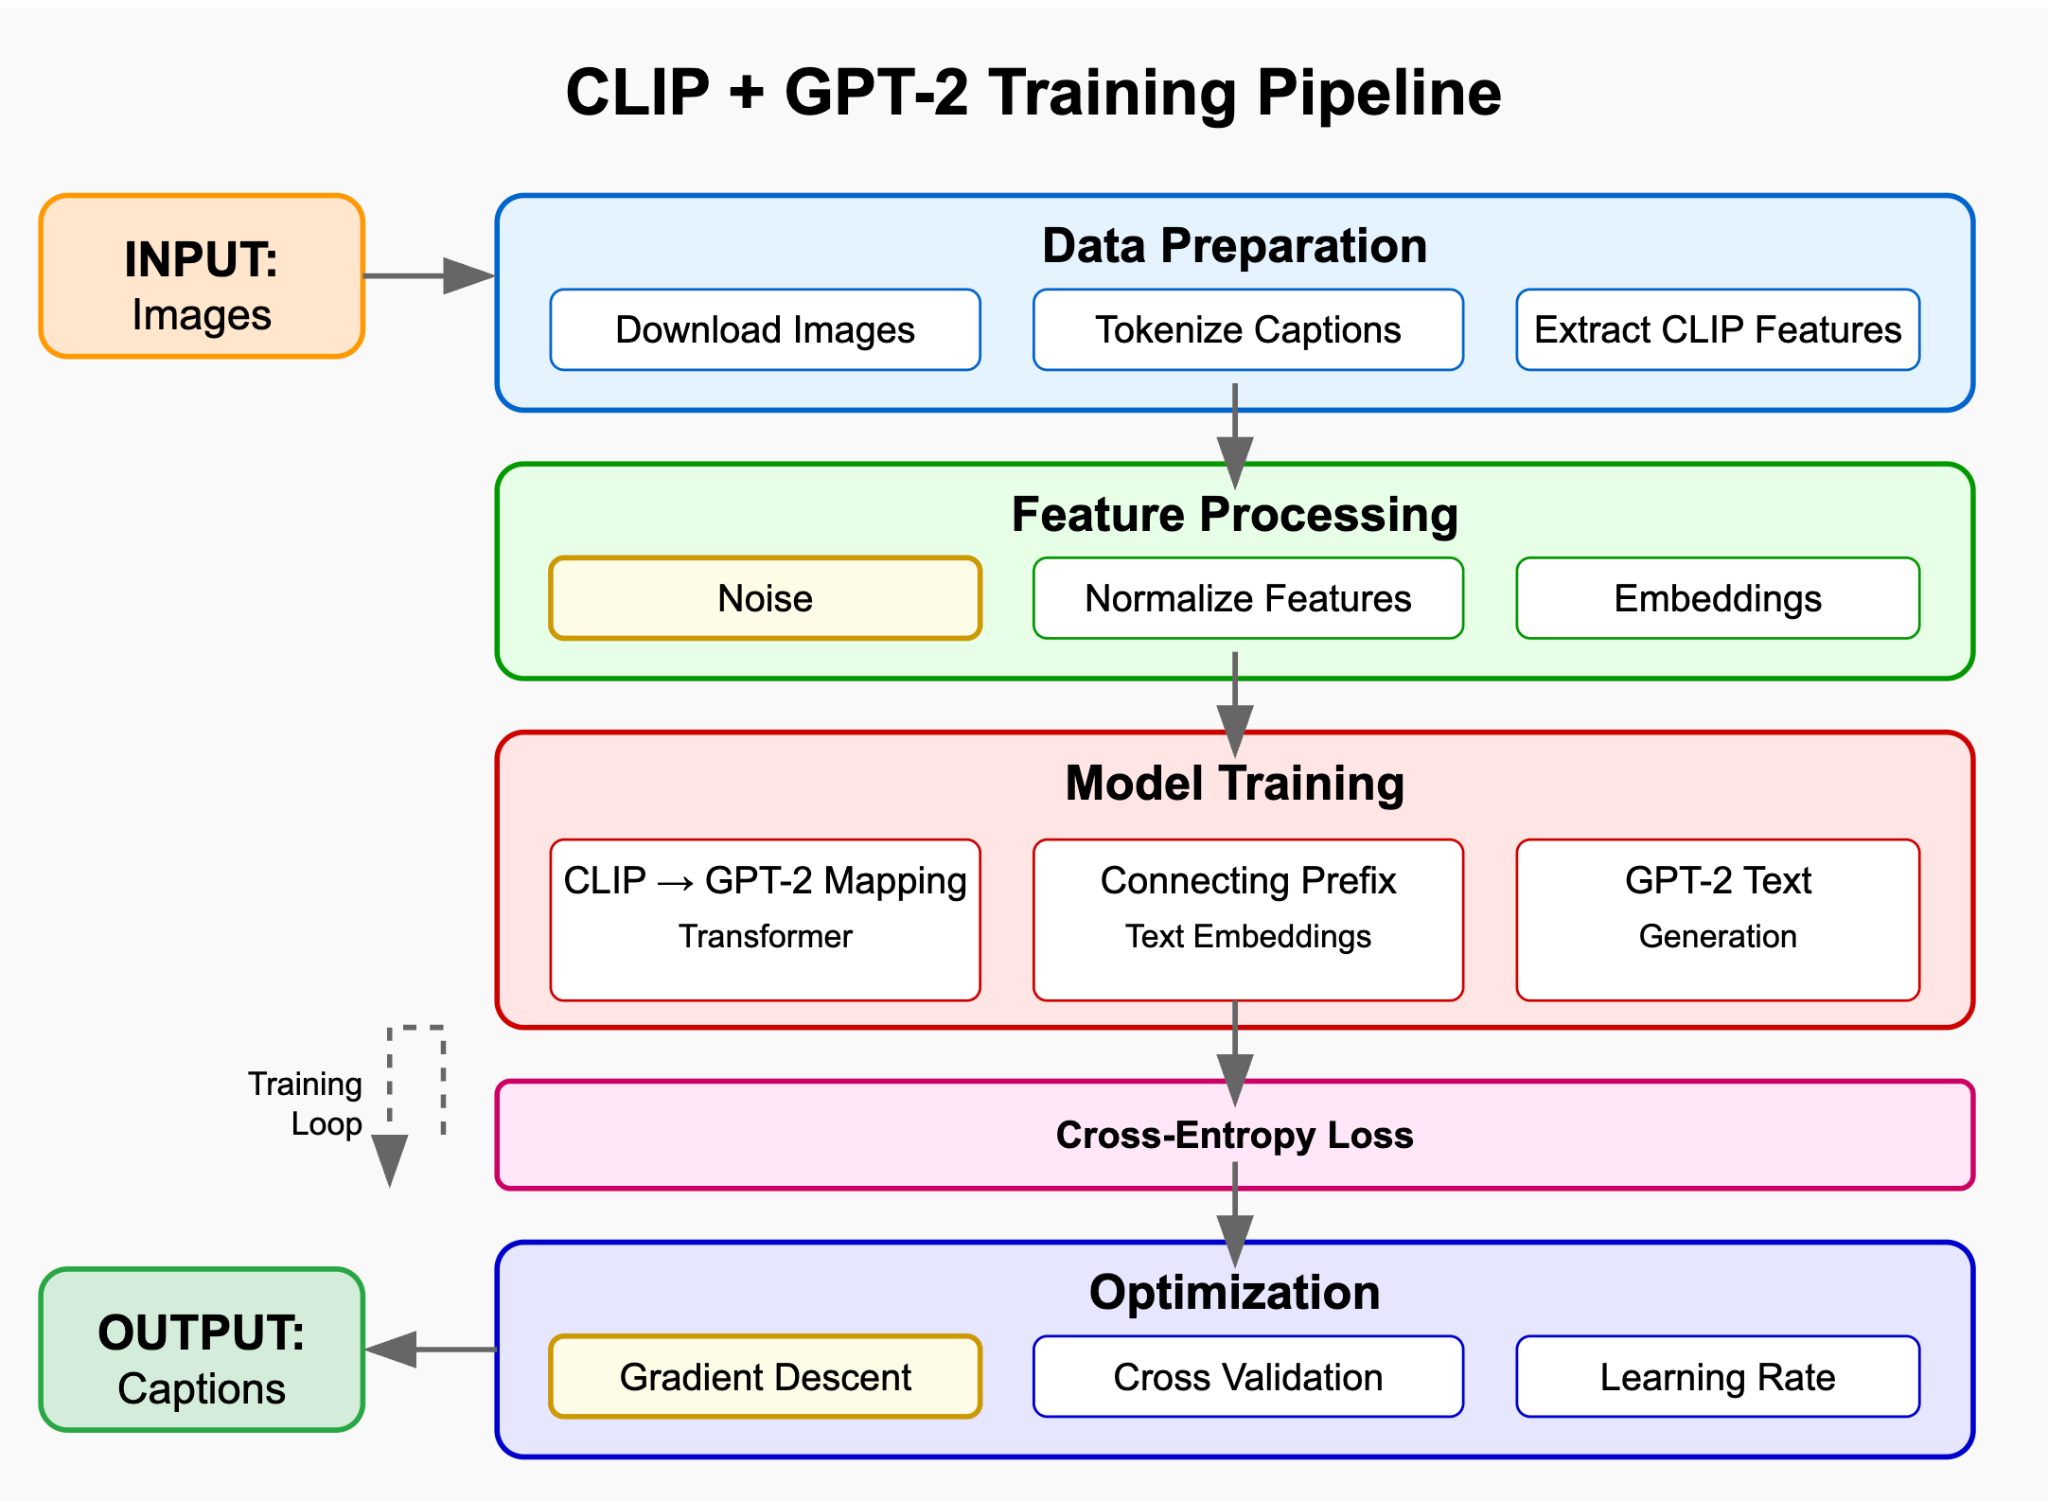 CLIP + GPT-2 Training Pipeline
INPUT:
Images
Data Preparation
Download Images
Tokenize Captions
Extract CLIP Features
Feature Processing
Noise
Normalize Features
Embeddings
Model Training
CLIP → GPT-2 Mapping
Transformer
Connecting Prefix
Text Embeddings
GPT-2 Text
Generation
Training
Loop
Cross-Entropy Loss
OUTPUT:
Captions
Optimization
Gradient Descent
Cross Validation
Learning Rate